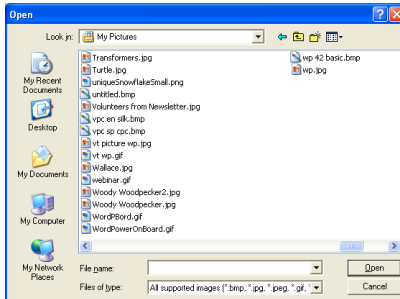 Open
Look in: My Pictures
My Recent
Documents
Desktop
My Documents
My Computer
My Network
Places
Transformers.jpg
Turtle.jpg
uniqueSnowflakeSmall.png
untitled.bmp
Volunteers from Newsletter.jpg
vpc en silk.bmp
vpc sp cpc.bmp
vt picture wp.jpg
vt wp.gif
Wallace.jpg
webinar.gif
Woody Woodpecker2.jpg
Woody Woodpecker.jpg
WordPBord.gif
WordPowerOnBoard.gif
wp 42 basic.bmp
wp.jpg
File name:
Open
Files of type: All supported images (*.bmp, *.jpg, *.jpeg, *.gif, *
Cancel